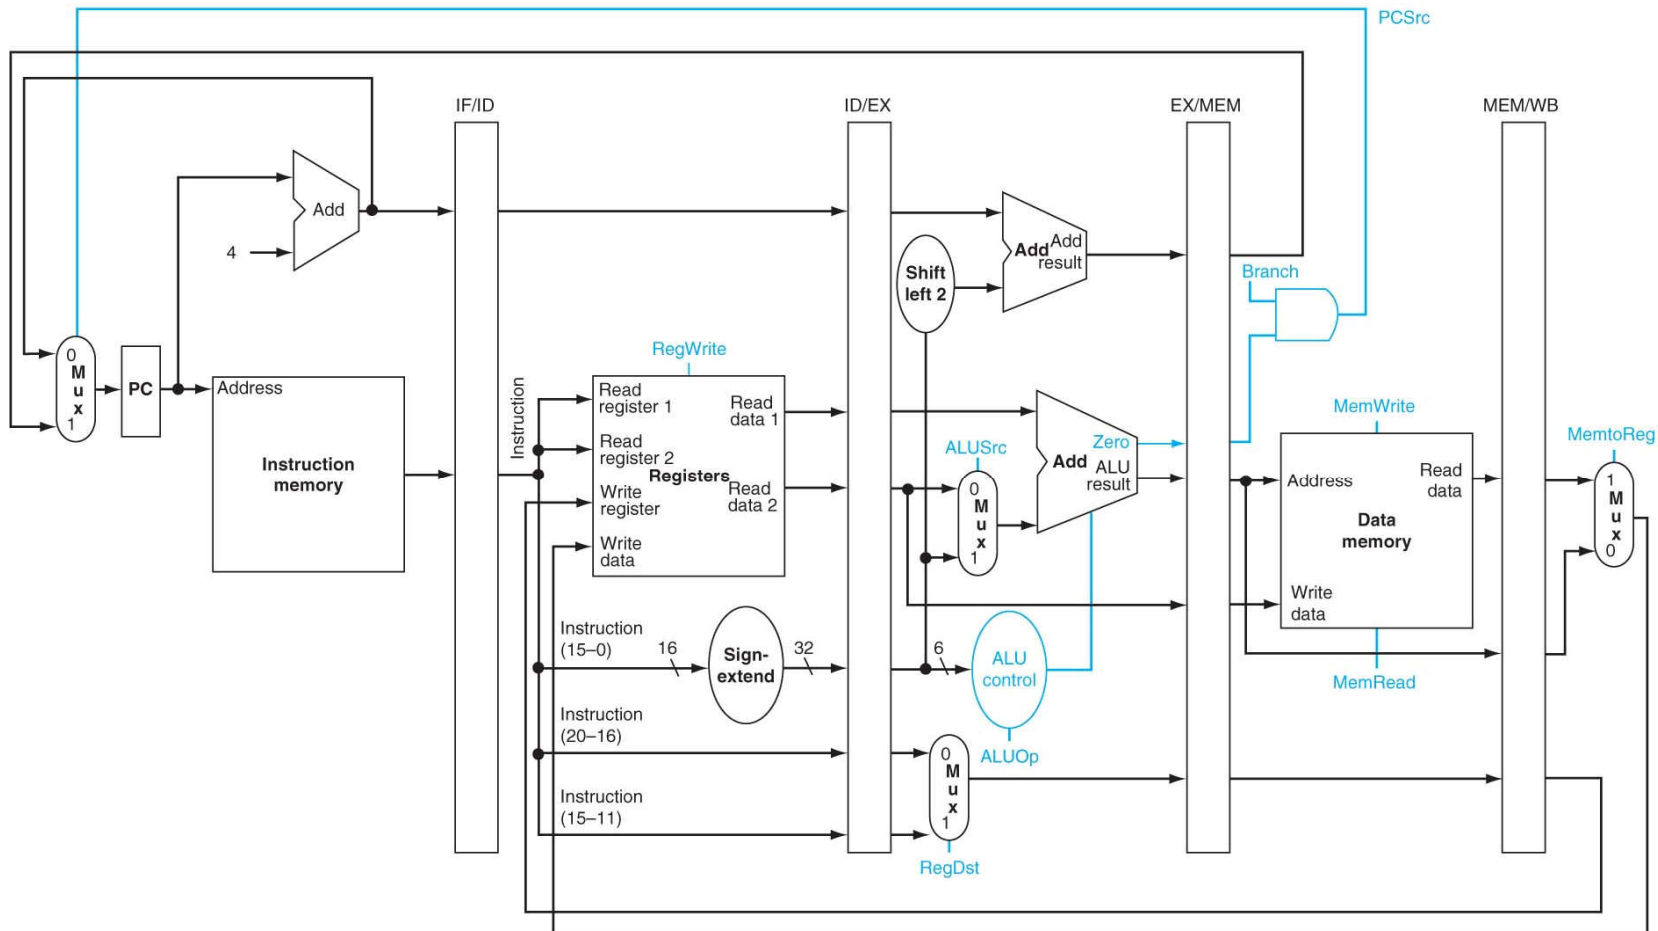 PCSrc
IF/ID
ID/EX
EX/MEM
MEM/WB
Add
4
Shift
left 2
Add
Add
result
Branch
0
M
u
x
1
PC
Address
Instruction
memory
Instruction
RegWrite
Read
register 1
Read
register 2
Write
register
Write
data
Registers
Read
data 1
Read
data 2
ALUSrc
0
M
u
x
1
Zero
Add
ALU
result
MemWrite
Address
Read
data
Data
memory
Write
data
MemRead
MemtoReg
1
M
u
x
0
Instruction
(15–0)
16
Sign-
extend
32
6
ALU
control
ALUOp
Instruction
(20–16)
Instruction
(15–11)
0
M
u
x
1
RegDst